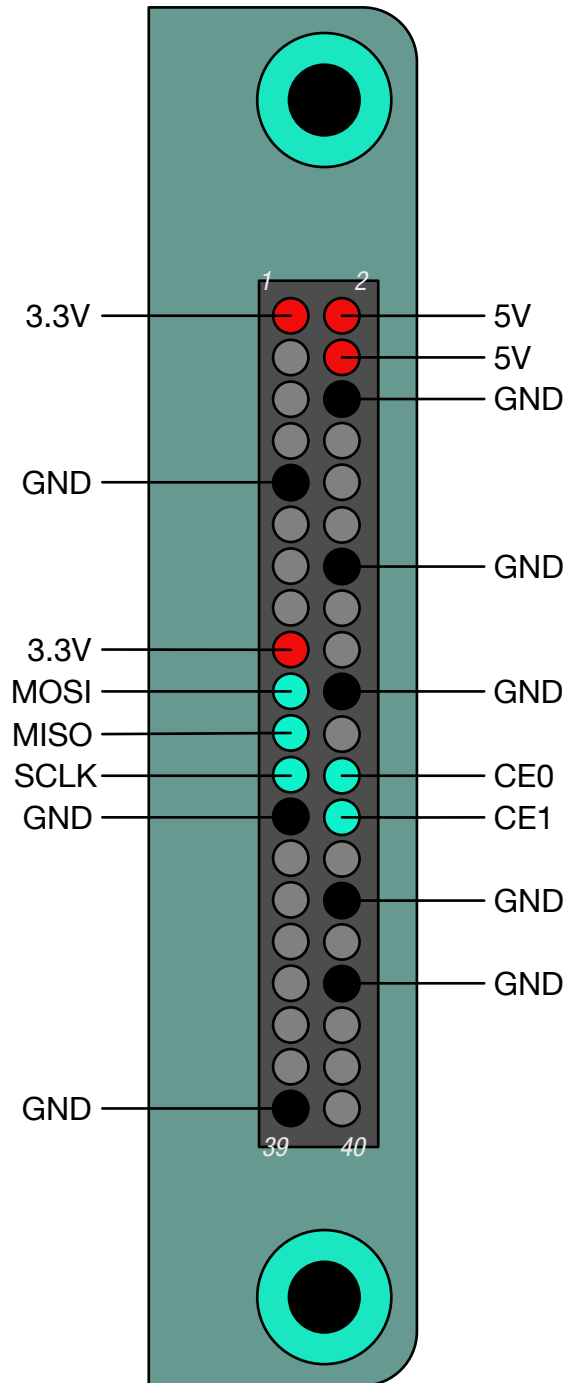 1 2
3.3V 5V
5V
GND
GND
GND
3.3V
MOSI GND
MISO
SCLK CE0
GND CE1
GND
GND
GND
39 40